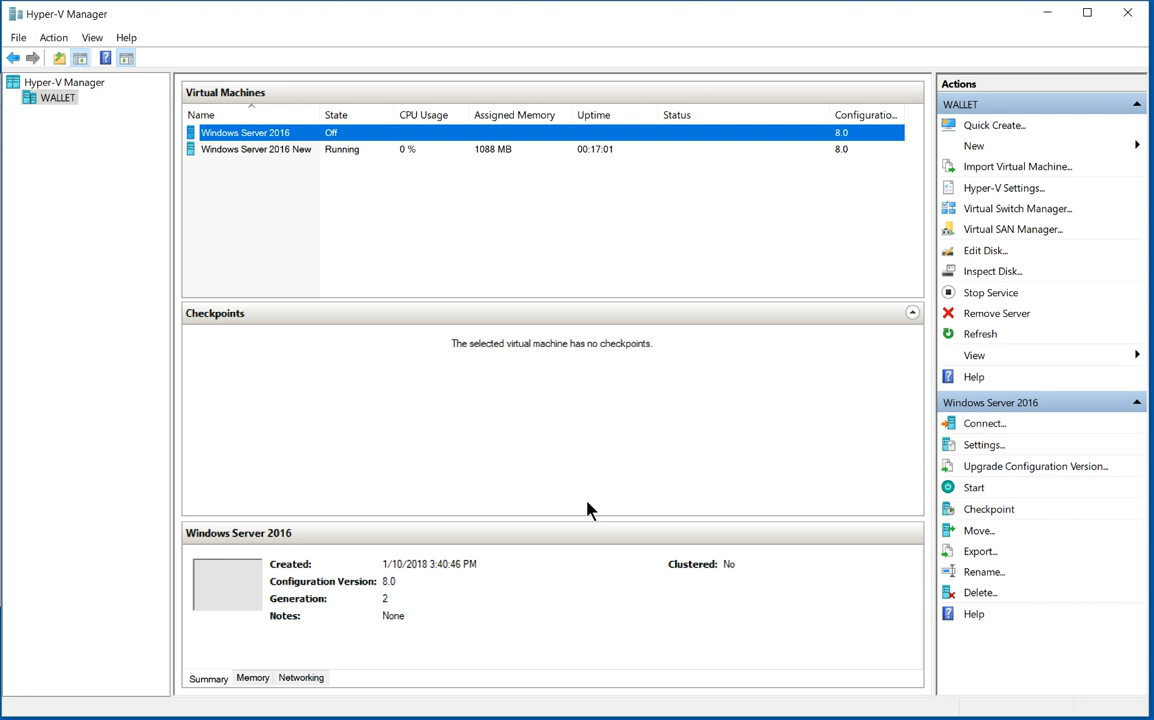 Hyper-V Manager
File Action View Help
Hyper-V Manager
WALLET
Virtual Machines
Name State CPU Usage Assigned Memory Uptime Status Configuratio...
Windows Server 2016 Off 8.0
Windows Server 2016 New Running 0 % 1088 MB 00:17:01 8.0
Checkpoints
The selected virtual machine has no checkpoints.
Windows Server 2016
Created: 1/10/2018 3:40:46 PM Clustered: No
Configuration Version: 8.0
Generation: 2
Notes: None
Summary Memory Networking
Actions
WALLET
Quick Create...
New
Import Virtual Machine...
Hyper-V Settings...
Virtual Switch Manager...
Virtual SAN Manager...
Edit Disk...
Inspect Disk...
Stop Service
Remove Server
Refresh
View
Help
Windows Server 2016
Connect...
Settings...
Upgrade Configuration Version...
Start
Checkpoint
Move...
Export...
Rename...
Delete...
Help